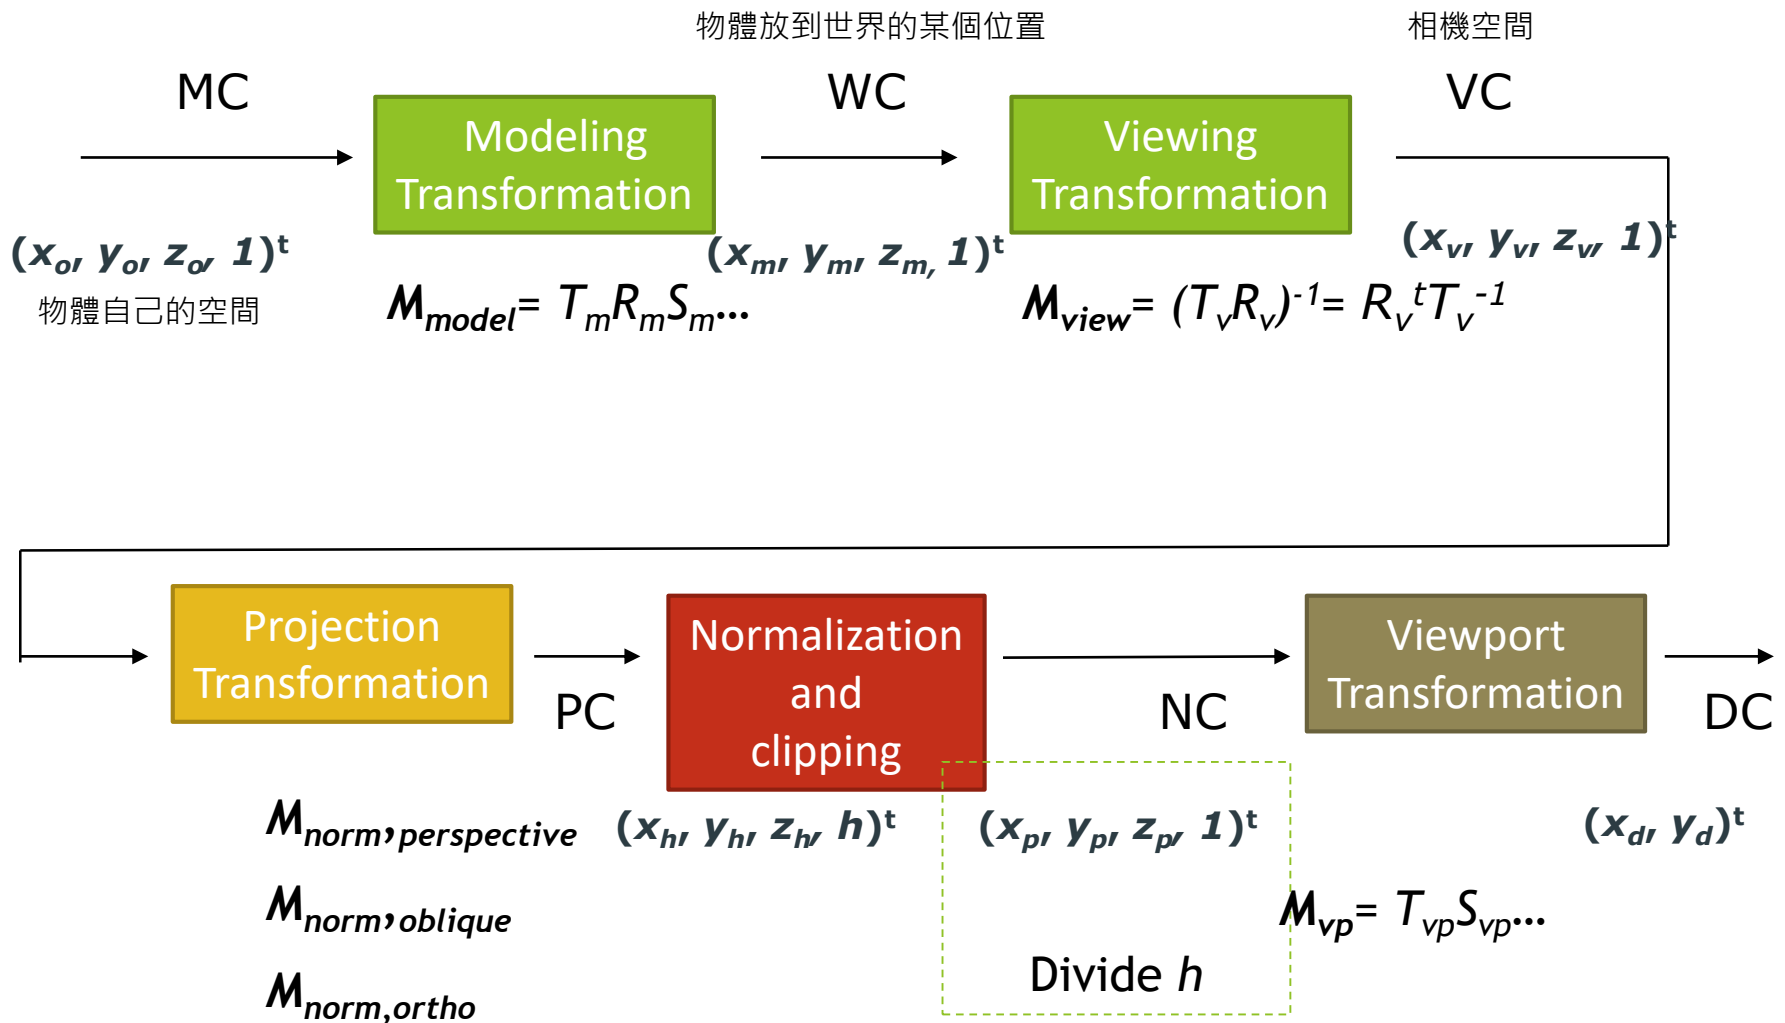 物體放到世界的某個位置
相機空間
MC
WC
VC
Modeling
Transformation
Viewing
Transformation
(xo, yo, zo, 1)t
(xm, ym, zm, 1)t
(xv, yv, zv, 1)t
物體自己的空間
Mmodel= TmRmSm...
Mview= (TvRv)-1= RvtTv-1
Projection
Transformation
Normalization
and
clipping
Viewport
Transformation
PC
NC
DC
Mnorm,perspective
(xh, yh, zh, h)t
(xp, yp, zp, 1)t
(xd, yd)t
Mnorm,oblique
Mvp= TvpSvp...
Divide h
Mnorm,ortho